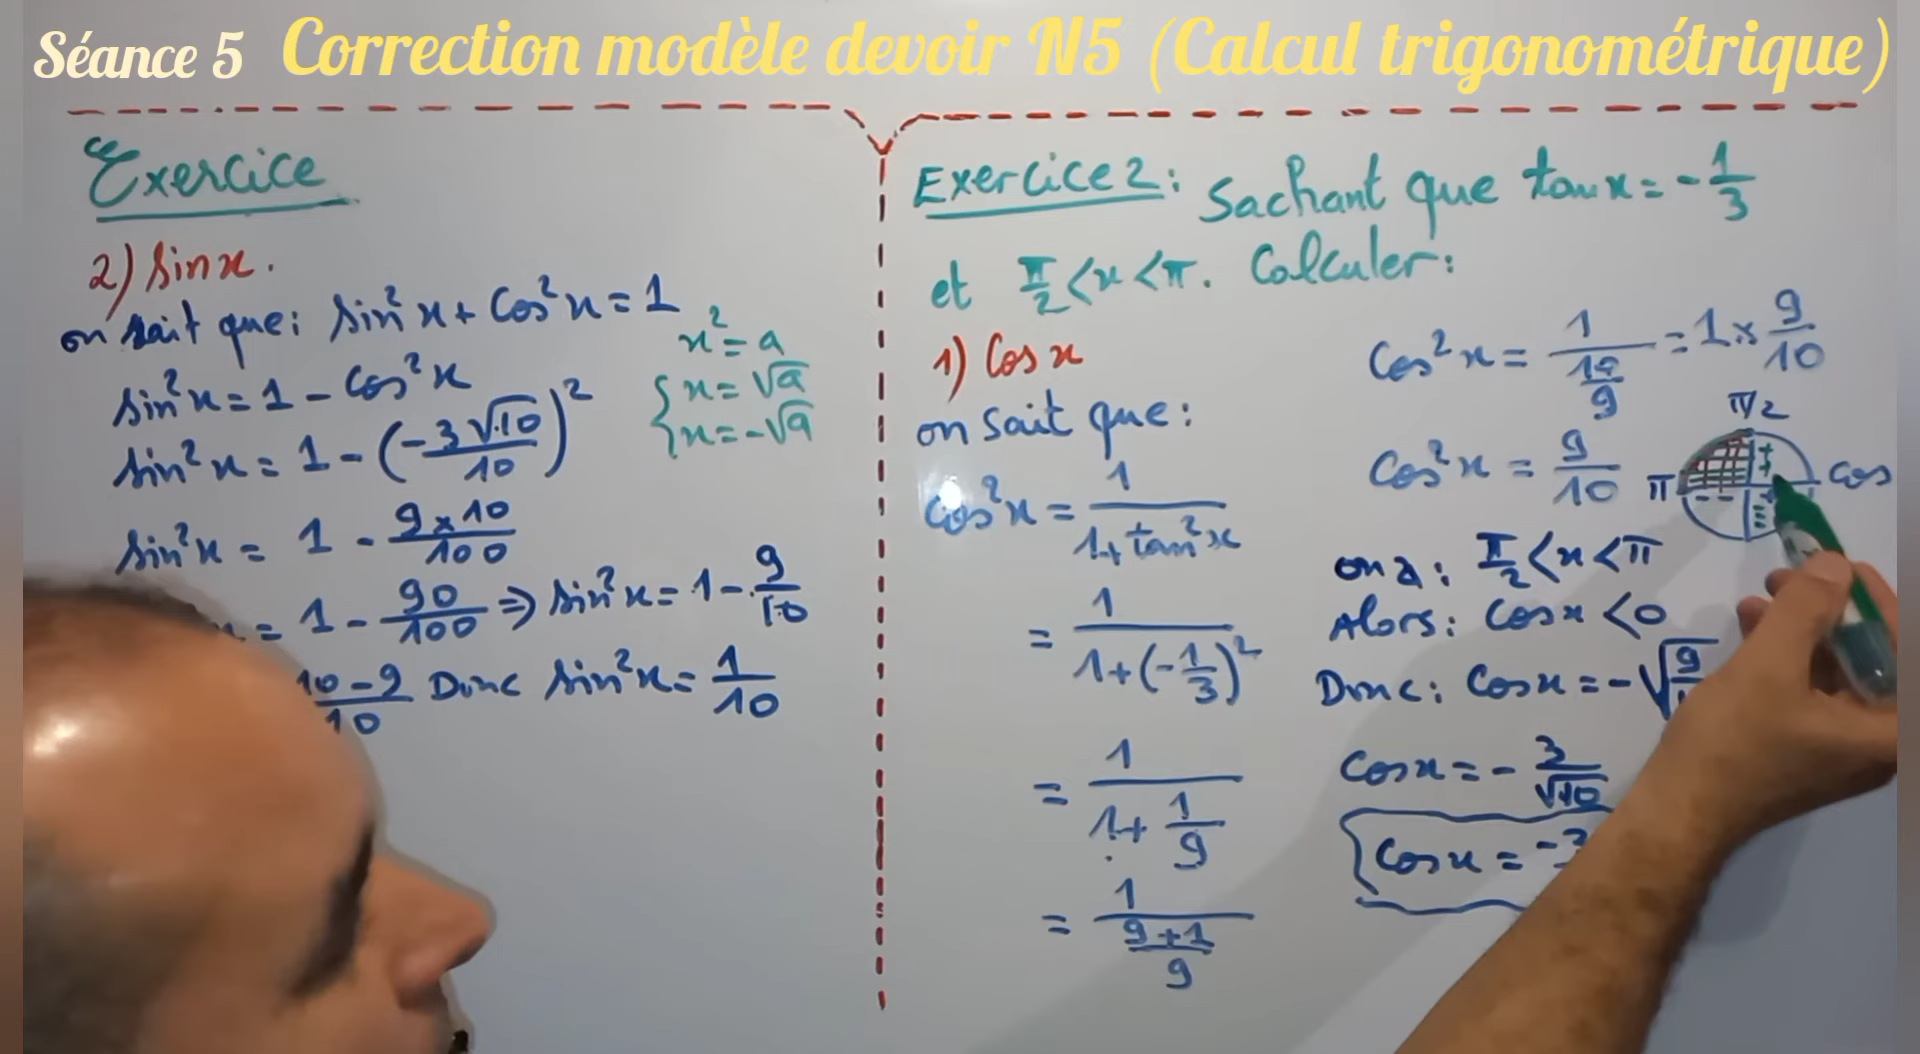 Séance 5 Correction modèle devoir N5 (Calcul trigonométrique)
Exercice
2) sin x.
on sait que: sin²x + cos²x = 1
sin²x = 1 - cos²x
sin²x = 1 - (-3√10/10)²
sin²x = 1 - 9×10/100
x = 1 - 90/100 ⇒ sin²x = 1 - 9/10
10-9/10 Donc sin²x = 1/10
x² = a
{ x = √a
x = -√a
Exercice 2: Sachant que tan x = -1/3
et π/2 < x < π. Calculer:
1) Cos x
on sait que:
cos²x = 1/(1+tan²x)
= 1/(1+(-1/3)²)
= 1/(1+1/9)
= 1/((9+1)/9)
Cos²x = 1/(10/9) = 1 × 9/10
Cos²x = 9/10
π/2
π
cos
+ +
- -
on a: π/2 < x < π
Alors: Cos x < 0
Donc: Cos x = -√9/1
Cos x = -3/√10
Cos x = -3